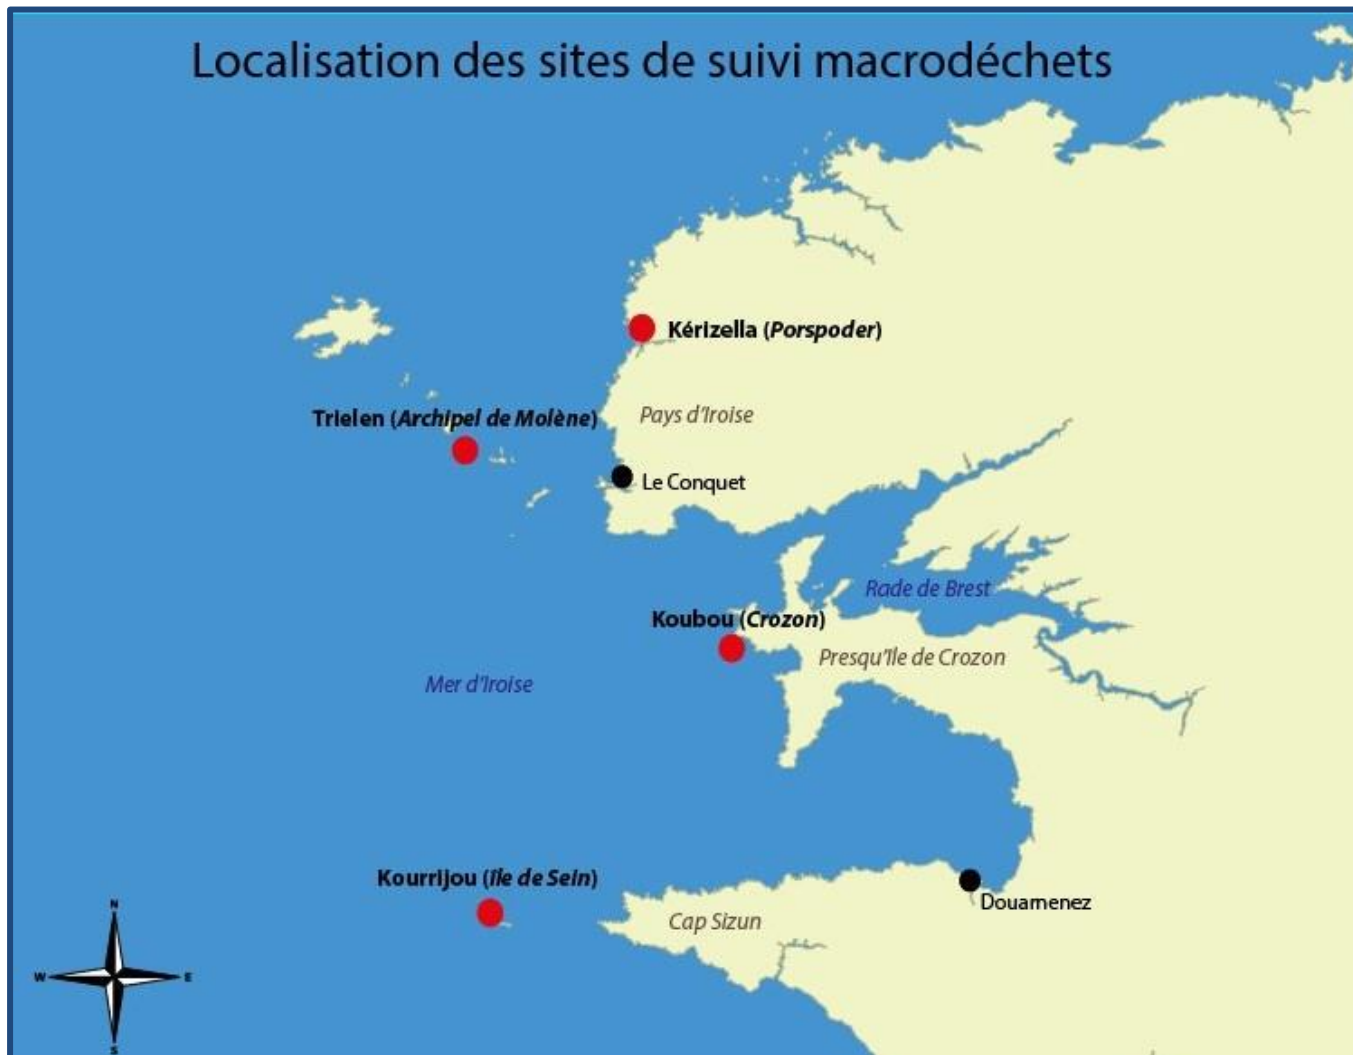 Localisation des sites de suivi macrodéchets
Kérizella (Porspoder)
Trielen (Archipel de Molène)
Pays d'Iroise
Le Conquet
Rade de Brest
Koubou (Crozon)
Presqu'île de Crozon
Mer d'Iroise
Kourrijou (île de Sein)
Douarnenez
Cap Sizun
N
W
E
S